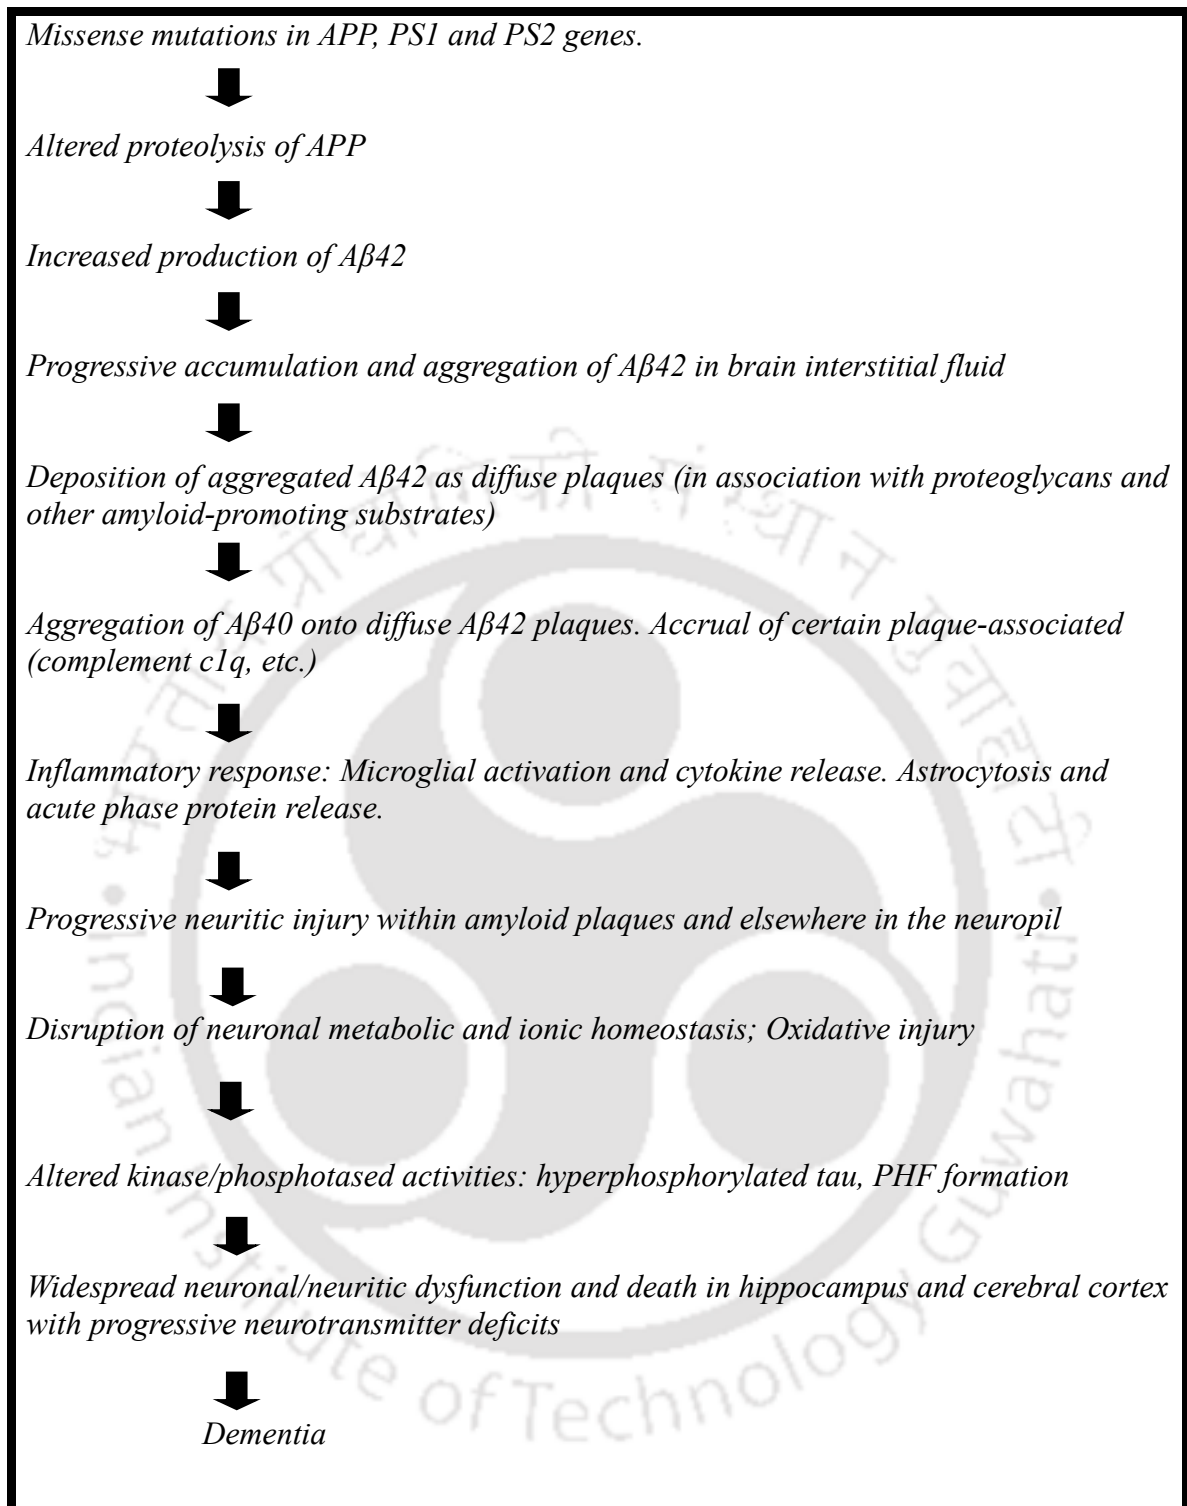 Missense mutations in APP, PS1 and PS2 genes.
Altered proteolysis of APP
Increased production of Aβ42
Progressive accumulation and aggregation of Aβ42 in brain interstitial fluid
Deposition of aggregated Aβ42 as diffuse plaques (in association with proteoglycans and
other amyloid-promoting substrates)
Aggregation of Aβ40 onto diffuse Aβ42 plaques. Accrual of certain plaque-associated
(complement c1q, etc.)
Inflammatory response: Microglial activation and cytokine release. Astrocytosis and
acute phase protein release.
Progressive neuritic injury within amyloid plaques and elsewhere in the neuropil
Disruption of neuronal metabolic and ionic homeostasis; Oxidative injury
Altered kinase/phosphotased activities: hyperphosphorylated tau, PHF formation
Widespread neuronal/neuritic dysfunction and death in hippocampus and cerebral cortex
with progressive neurotransmitter deficits
Dementia
भारतीय प्रौद्योगिकी संस्थान गुवाहाटी
Indian Institute of Technology Guwahati